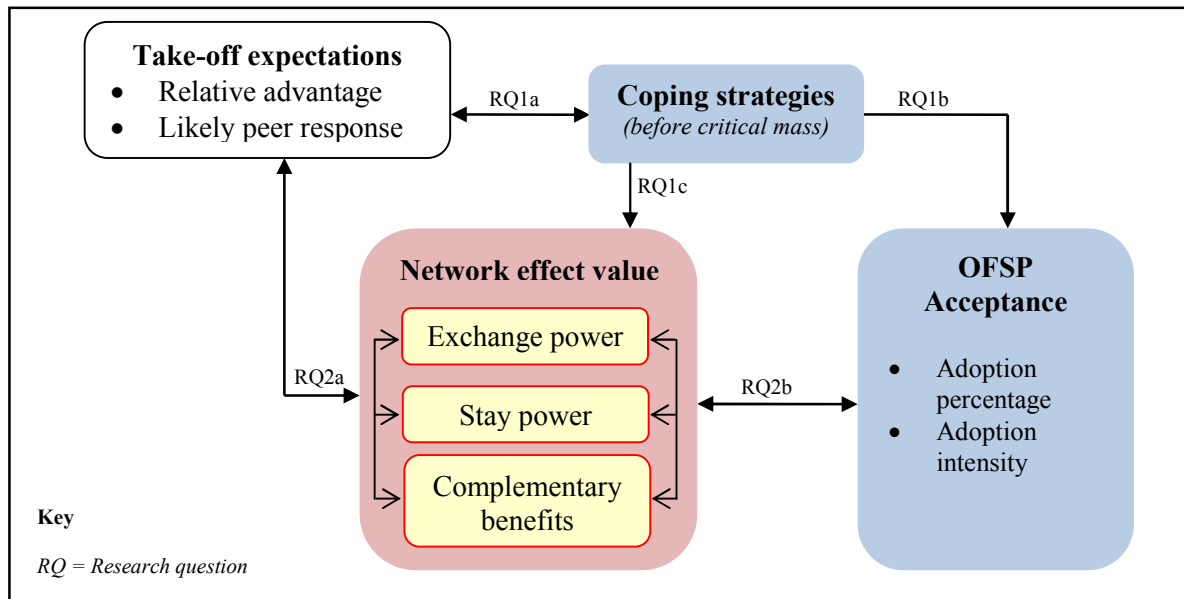 Take-off expectations
• Relative advantage
• Likely peer response
RQ1a
Coping strategies
(before critical mass)
RQ1b
RQ1c
Network effect value
Exchange power
Stay power
Complementary
benefits
RQ2a
RQ2b
OFSP
Acceptance
• Adoption
percentage
• Adoption
intensity
Key
RQ = Research question